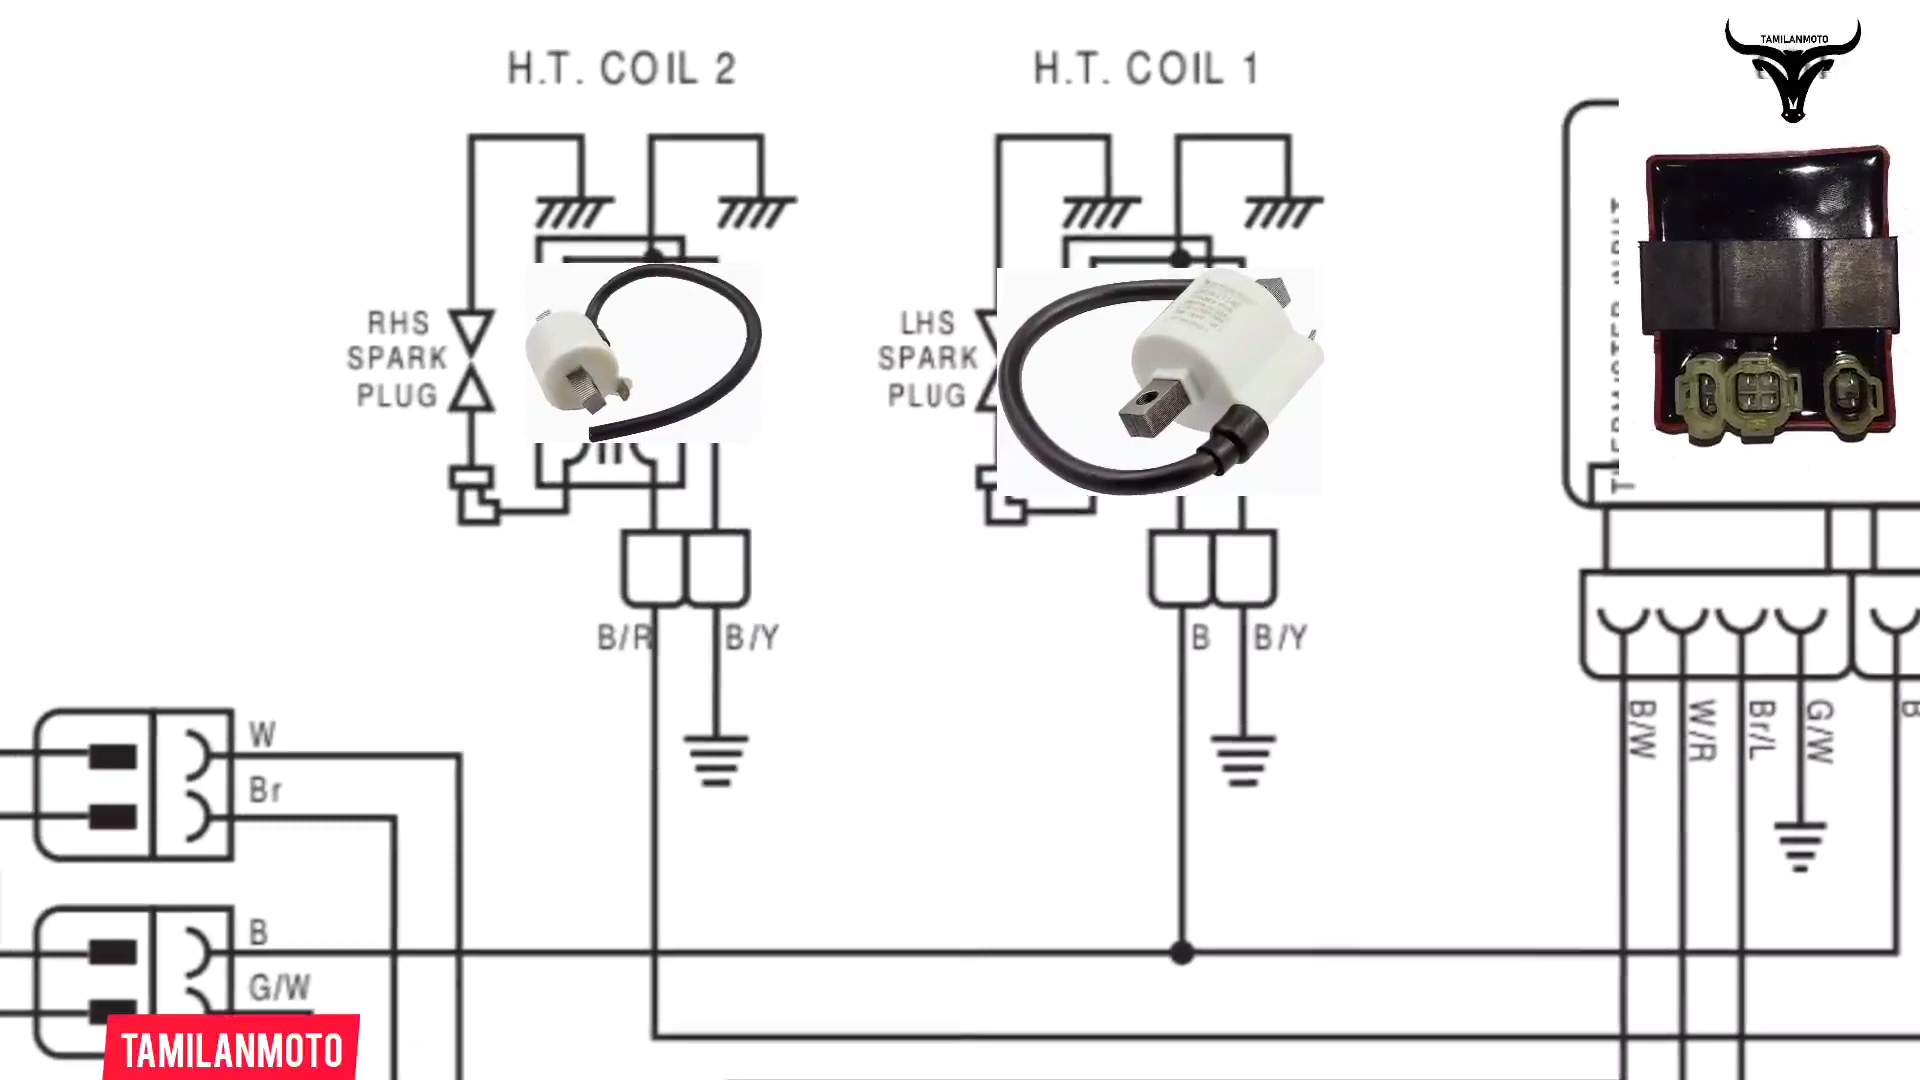 H.T. COIL 2
H.T. COIL 1
TAMILANMOTO
RHS
SPARK
PLUG
LHS
SPARK
PLUG
B/R
B/Y
B
B/Y
B/W
W/R
Br/L
G/W
W
Br
B
G/W
TAMILANMOTO